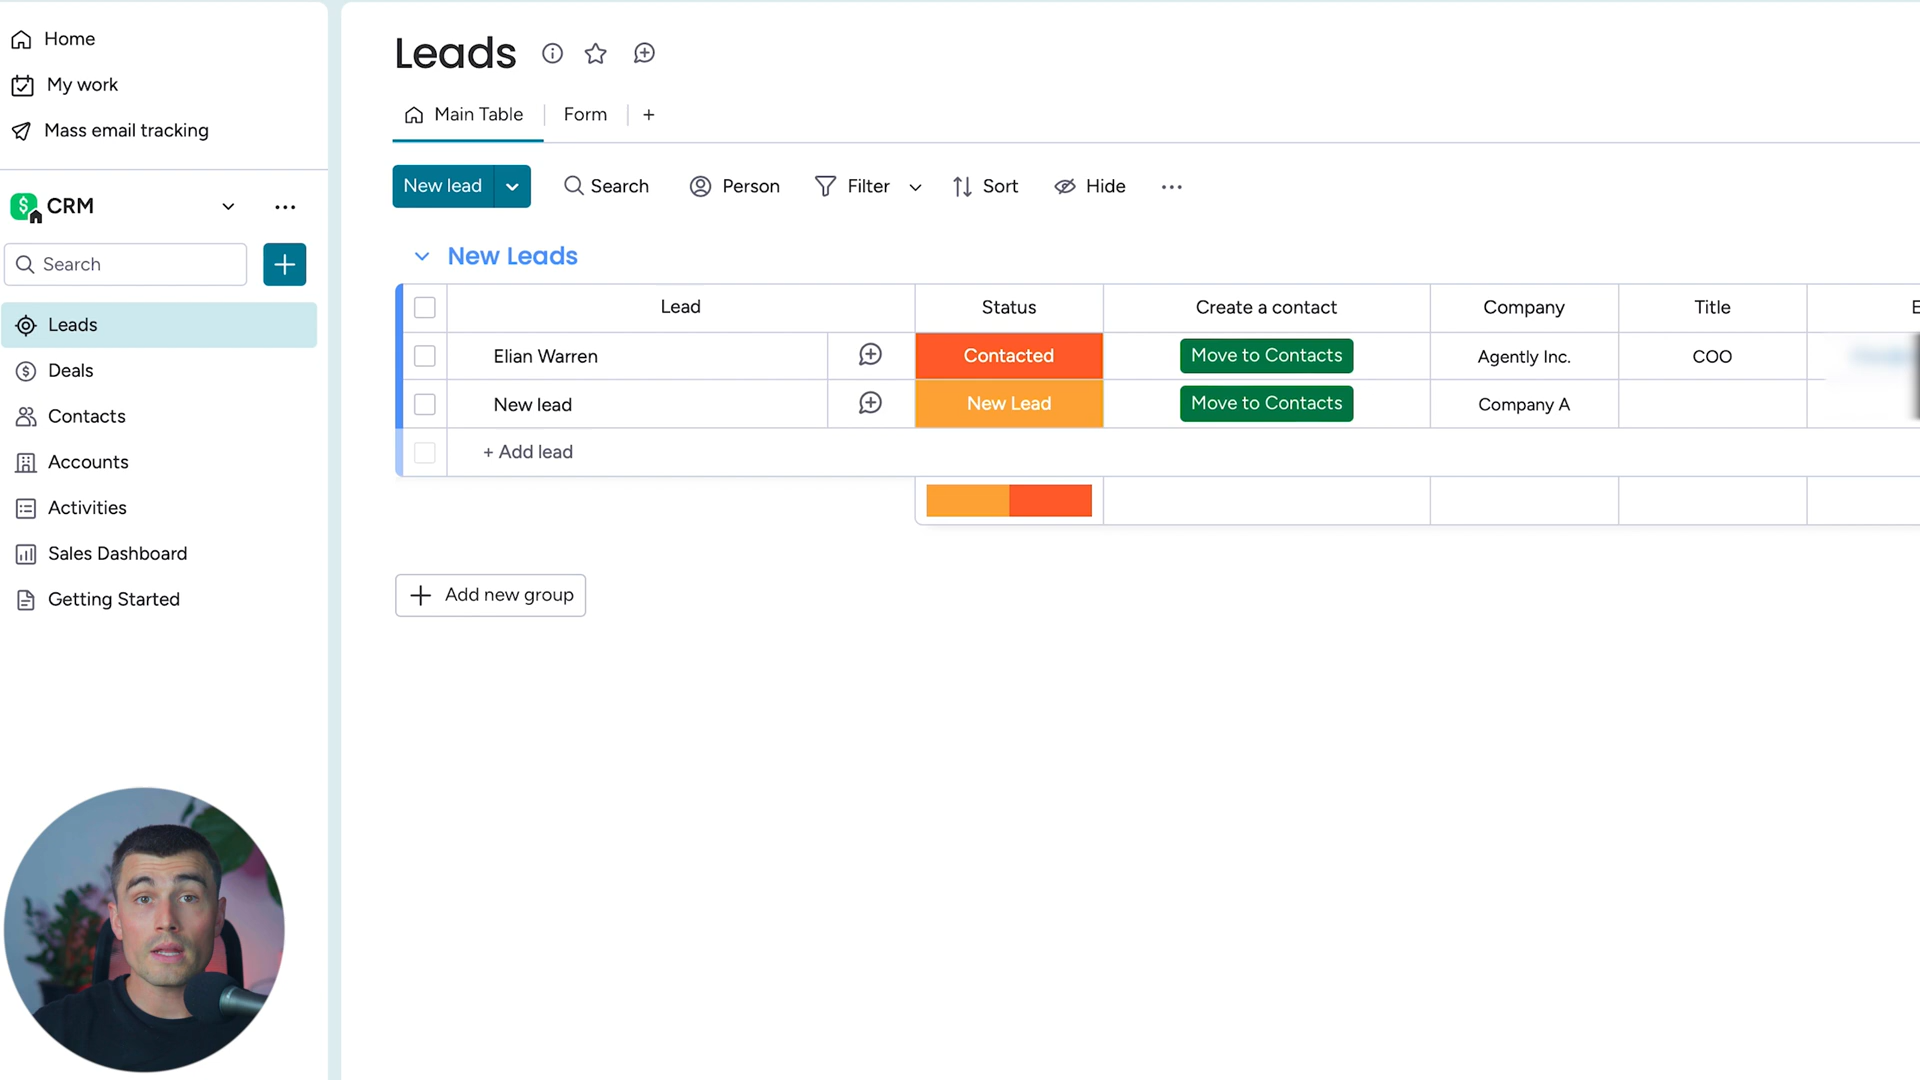 Home
My work
Mass email tracking
CRM
Search
Leads
Deals
Contacts
Accounts
Activities
Sales Dashboard
Getting Started
Leads
Main Table
Form
+
New lead
Search
Person
Filter
Sort
Hide
New Leads
Lead Status Create a contact Company Title E
Elian Warren Contacted Move to Contacts Agently Inc. COO
New lead New Lead Move to Contacts Company A
+ Add lead
+ Add new group